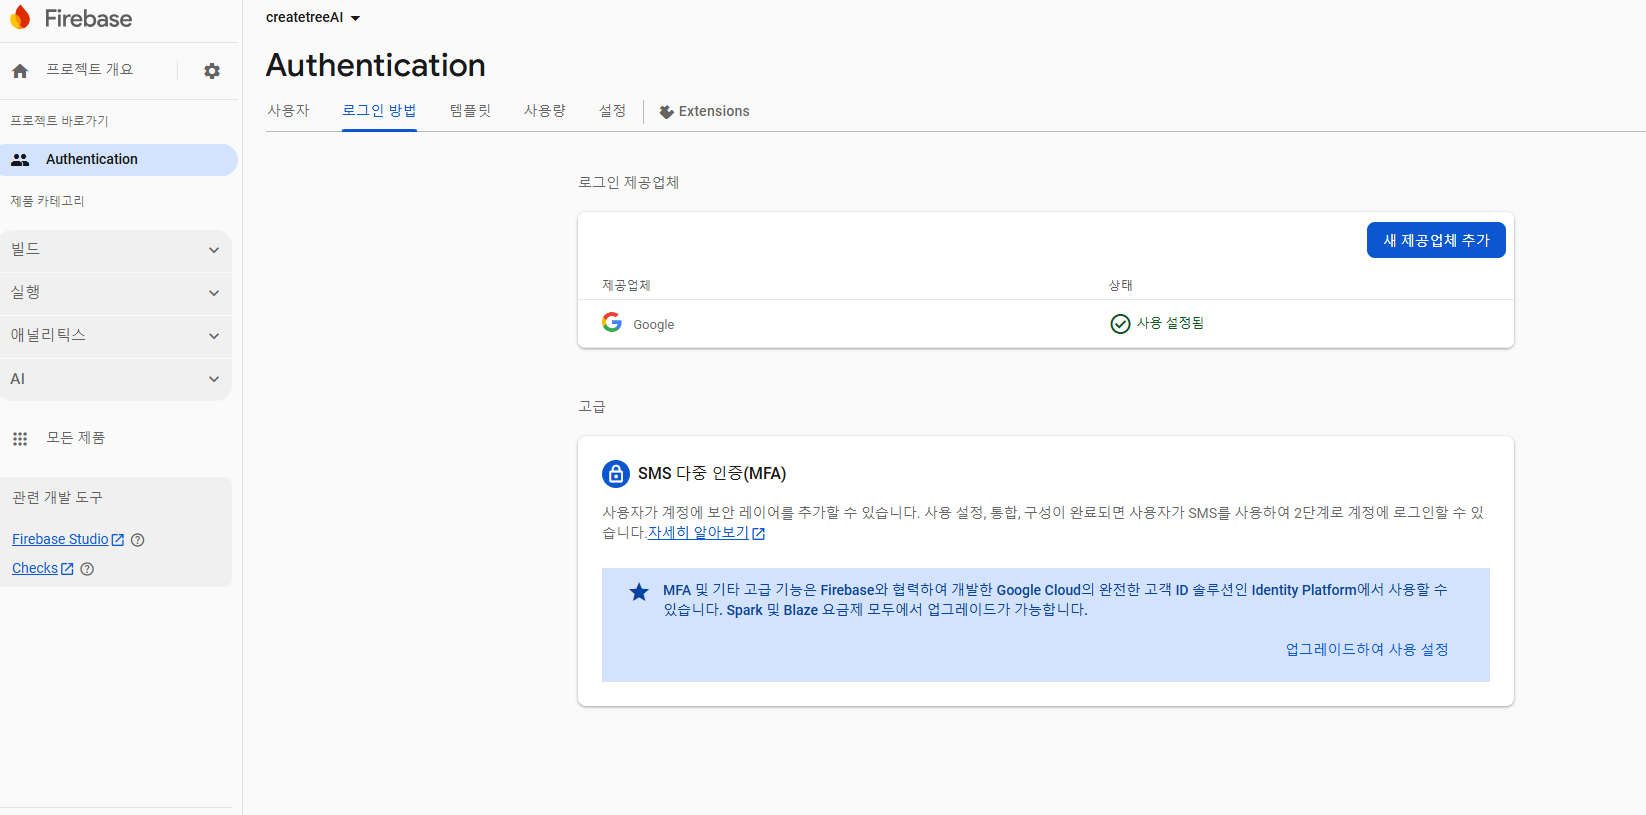 Firebase
프로젝트 개요
프로젝트 바로가기
Authentication
제품 카테고리
빌드
실행
애널리틱스
AI
모든 제품
관련 개발 도구
Firebase Studio
Checks
createtreeAI
Authentication
사용자 로그인 방법 템플릿 사용량 설정 Extensions
로그인 제공업체
새 제공업체 추가
제공업체 상태
Google 사용 설정됨
고급
SMS 다중 인증(MFA)
사용자가 계정에 보안 레이어를 추가할 수 있습니다. 사용 설정, 통합, 구성이 완료되면 사용자가 SMS를 사용하여 2단계로 계정에 로그인할 수 있
습니다.자세히 알아보기
MFA 및 기타 고급 기능은 Firebase와 협력하여 개발한 Google Cloud의 완전한 고객 ID 솔루션인 Identity Platform에서 사용할 수
있습니다. Spark 및 Blaze 요금제 모두에서 업그레이드가 가능합니다.
업그레이드하여 사용 설정